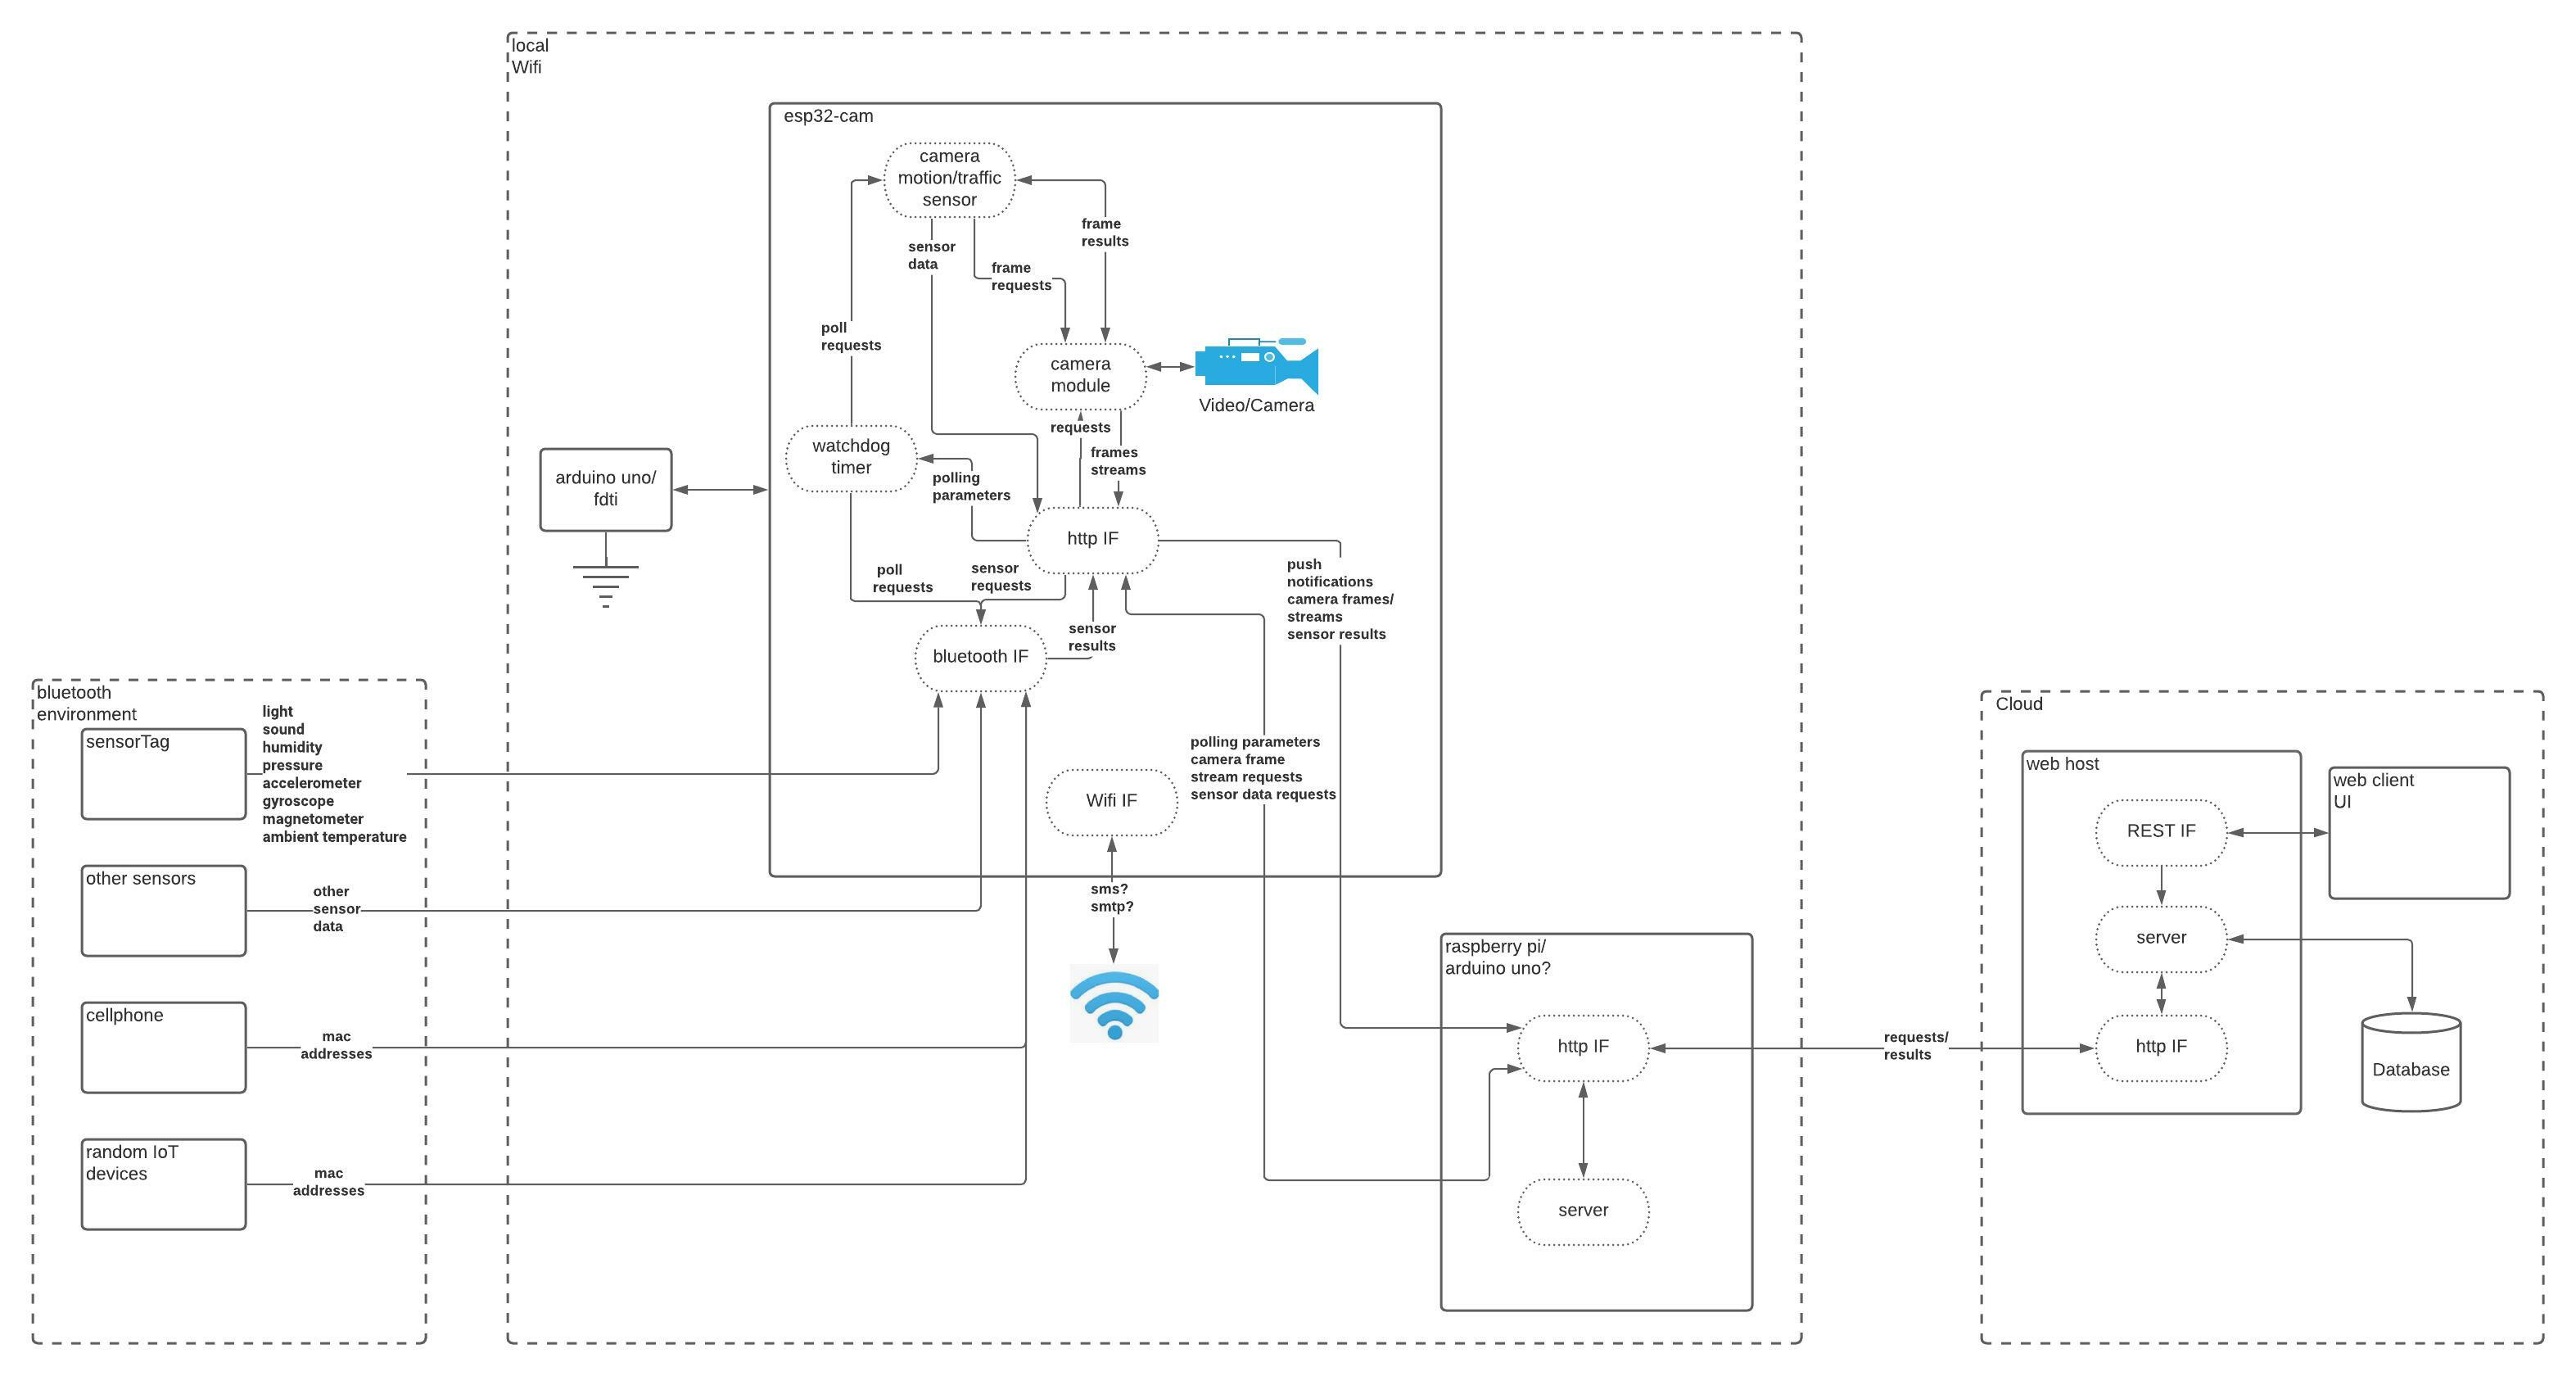 local
Wifi
esp32-cam
camera
motion/traffic
sensor
sensor
data
frame
requests
frame
results
poll
requests
camera
module
Video/Camera
requests
frames
streams
watchdog
timer
polling
parameters
arduino uno/
fdti
http IF
poll
requests
sensor
requests
push
notifications
camera frames/
streams
sensor results
sensor
results
bluetooth IF
bluetooth
environment
sensorTag
light
sound
humidity
pressure
accelerometer
gyroscope
magnetometer
ambient temperature
polling parameters
camera frame
stream requests
sensor data requests
Wifi IF
sms?
smtp?
other sensors
other
sensor
data
cellphone
mac
addresses
random IoT
devices
mac
addresses
raspberry pi/
arduino uno?
http IF
server
requests/
results
Cloud
web host
REST IF
server
http IF
web client
UI
Database